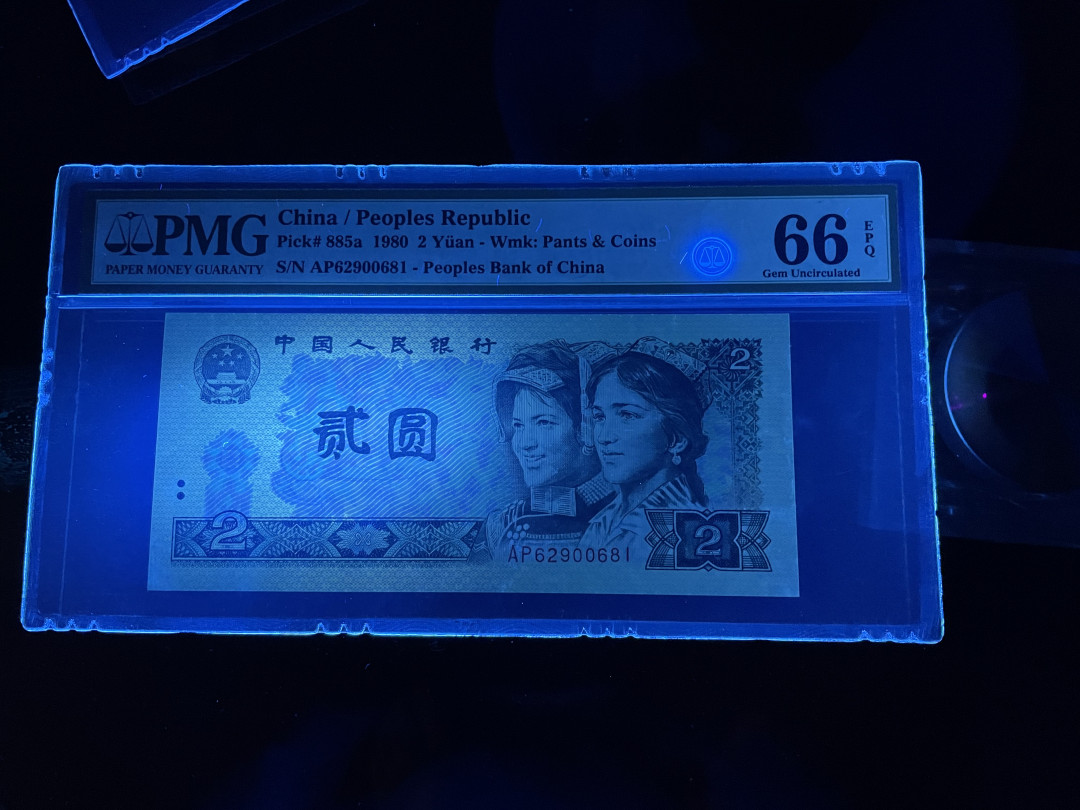 PMG
PAPER MONEY GUARANTY
China / Peoples Republic
Pick# 885a 1980 2 Yüan - Wmk: Pants & Coins
S/N AP62900681 - Peoples Bank of China
66
EPQ
Gem Uncirculated
中国人民银行
2
贰圆
2
2
AP62900681